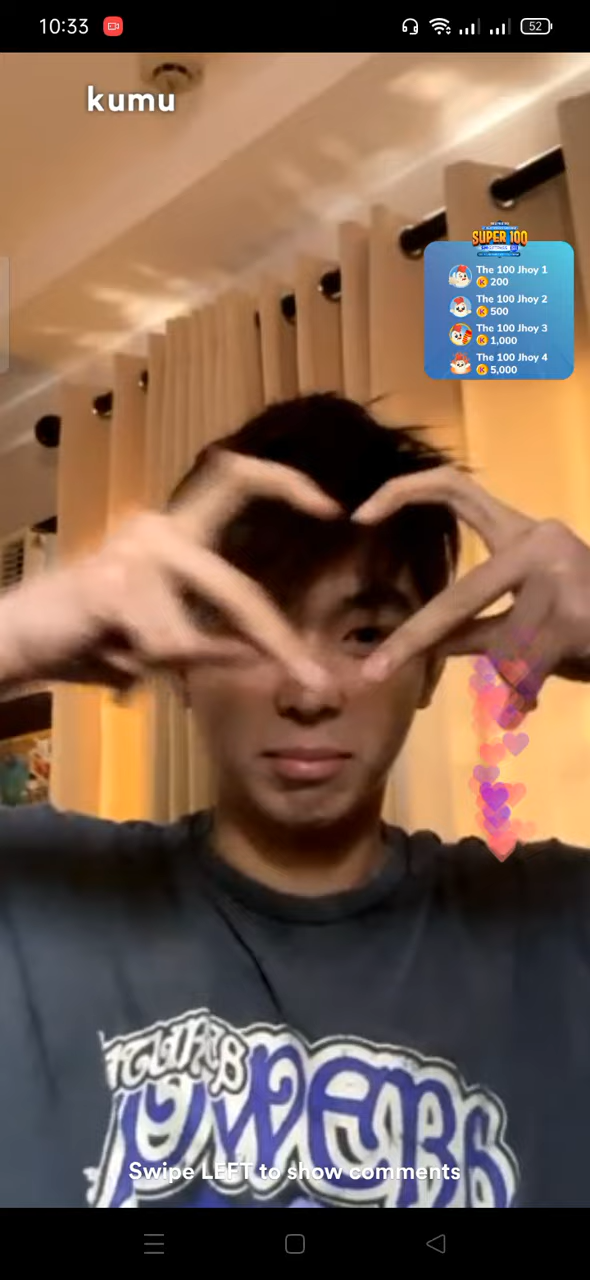 10:33
52
kumu
SUPER 100
The 100 Jhoy 1
200
The 100 Jhoy 2
500
The 100 Jhoy 3
1,000
The 100 Jhoy 4
5,000
Swipe LEFT to show comments